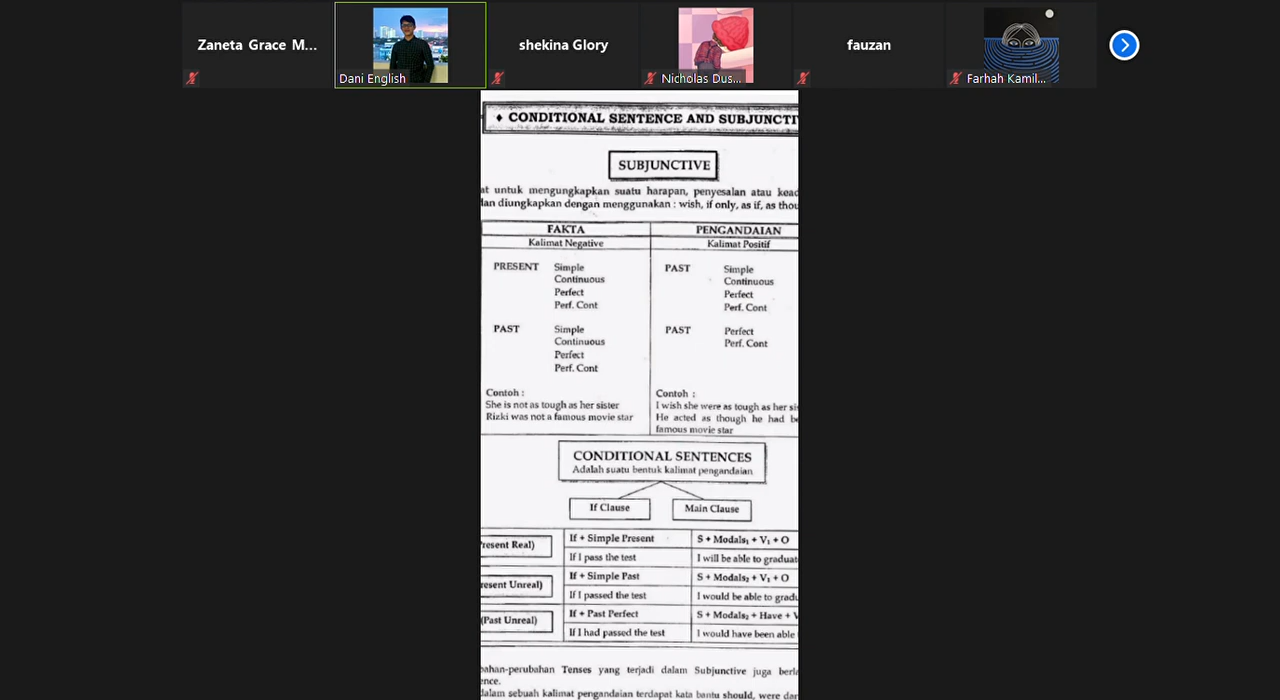 Zaneta Grace M...
Dani English
shekina Glory
Nicholas Dus...
fauzan
Farhah Kamil...
♦ CONDITIONAL SENTENCE AND SUBJUNCTI
SUBJUNCTIVE
at untuk mengungkapkan suatu harapan, penyesalan atau kead
dan diungkapkan dengan menggunakan : wish, if only, as if, as thou
FAKTA PENGANDAIAN
Kalimat Negative Kalimat Positif
PRESENT Simple PAST Simple
Continuous Continuous
Perfect Perfect
Perf. Cont Perf. Cont
PAST Simple PAST Perfect
Continuous Perf. Cont
Perfect
Perf. Cont
Contoh : Contoh :
She is not as tough as her sister I wish she were as tough as her sis
Rizki was not a famous movie star He acted as though he had be
famous movie star
CONDITIONAL SENTENCES
Adalah suatu bentuk kalimat pengandaian
If Clause Main Clause
Present Real) If + Simple Present S + Modals₁ + V₁ + O
If I pass the test I will be able to graduat
resent Unreal) If + Simple Past S + Modals₂ + V₁ + O
If I passed the test I would be able to gradu
(Past Unreal) If + Past Perfect S + Modals₂ + Have + V
If I had passed the test I would have been able
bahan-perubahan Tenses yang terjadi dalam Subjunctive juga berla
ence.
dalam sebuah kalimat pengandaian terdapat kata bantu should, were dan